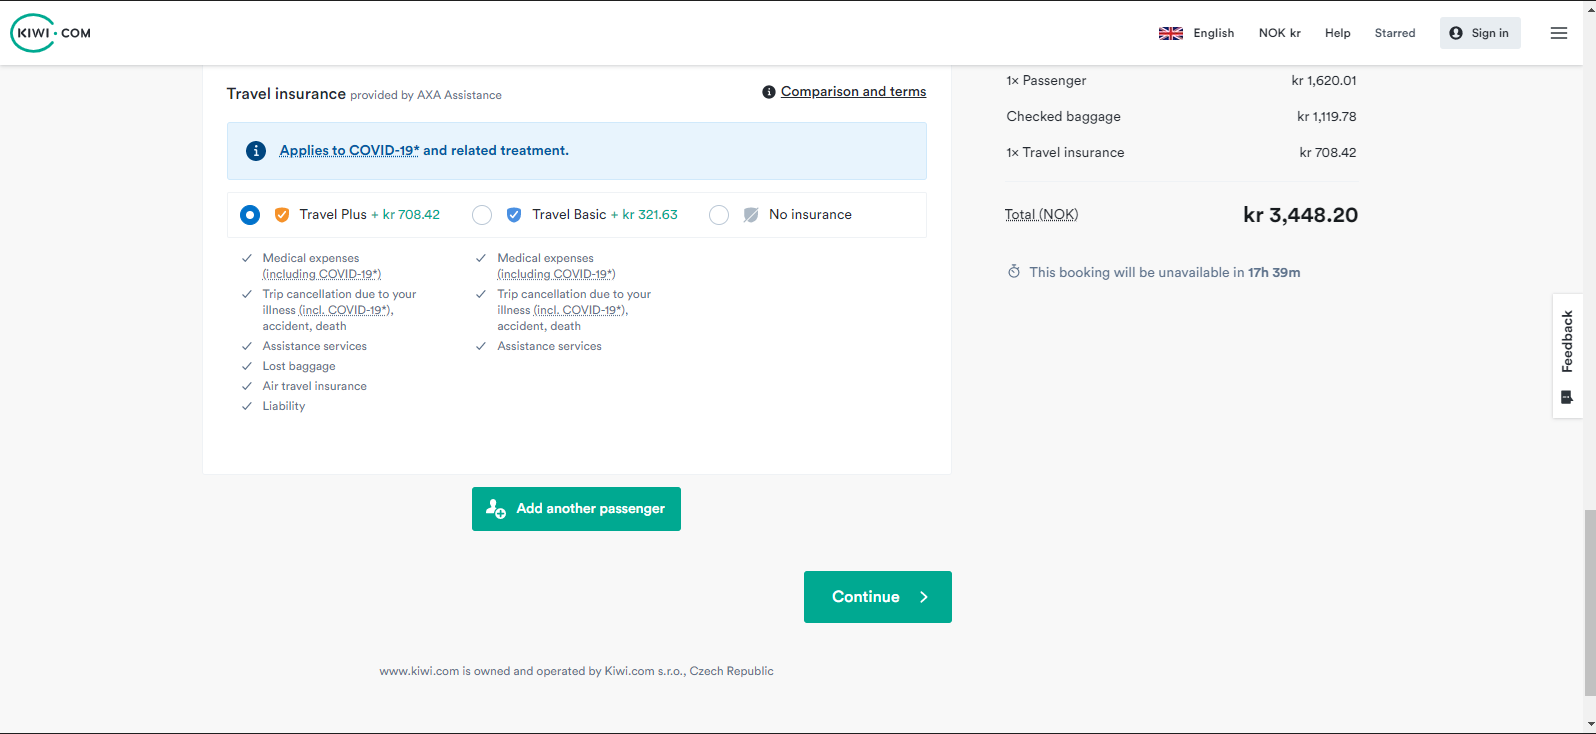 KIWI.COM
English
NOK kr
Help
Starred
Sign in
Travel insurance provided by AXA Assistance
Comparison and terms
Applies to COVID-19* and related treatment.
Travel Plus + kr 708.42
Travel Basic + kr 321.63
No insurance
Medical expenses
(including COVID-19*)
Trip cancellation due to your
illness (incl. COVID-19*),
accident, death
Assistance services
Lost baggage
Air travel insurance
Liability
Medical expenses
(including COVID-19*)
Trip cancellation due to your
illness (incl. COVID-19*),
accident, death
Assistance services
Add another passenger
Continue
www.kiwi.com is owned and operated by Kiwi.com s.r.o., Czech Republic
1× Passenger kr 1,620.01
Checked baggage kr 1,119.78
1× Travel insurance kr 708.42
Total (NOK) kr 3,448.20
This booking will be unavailable in 17h 39m
Feedback